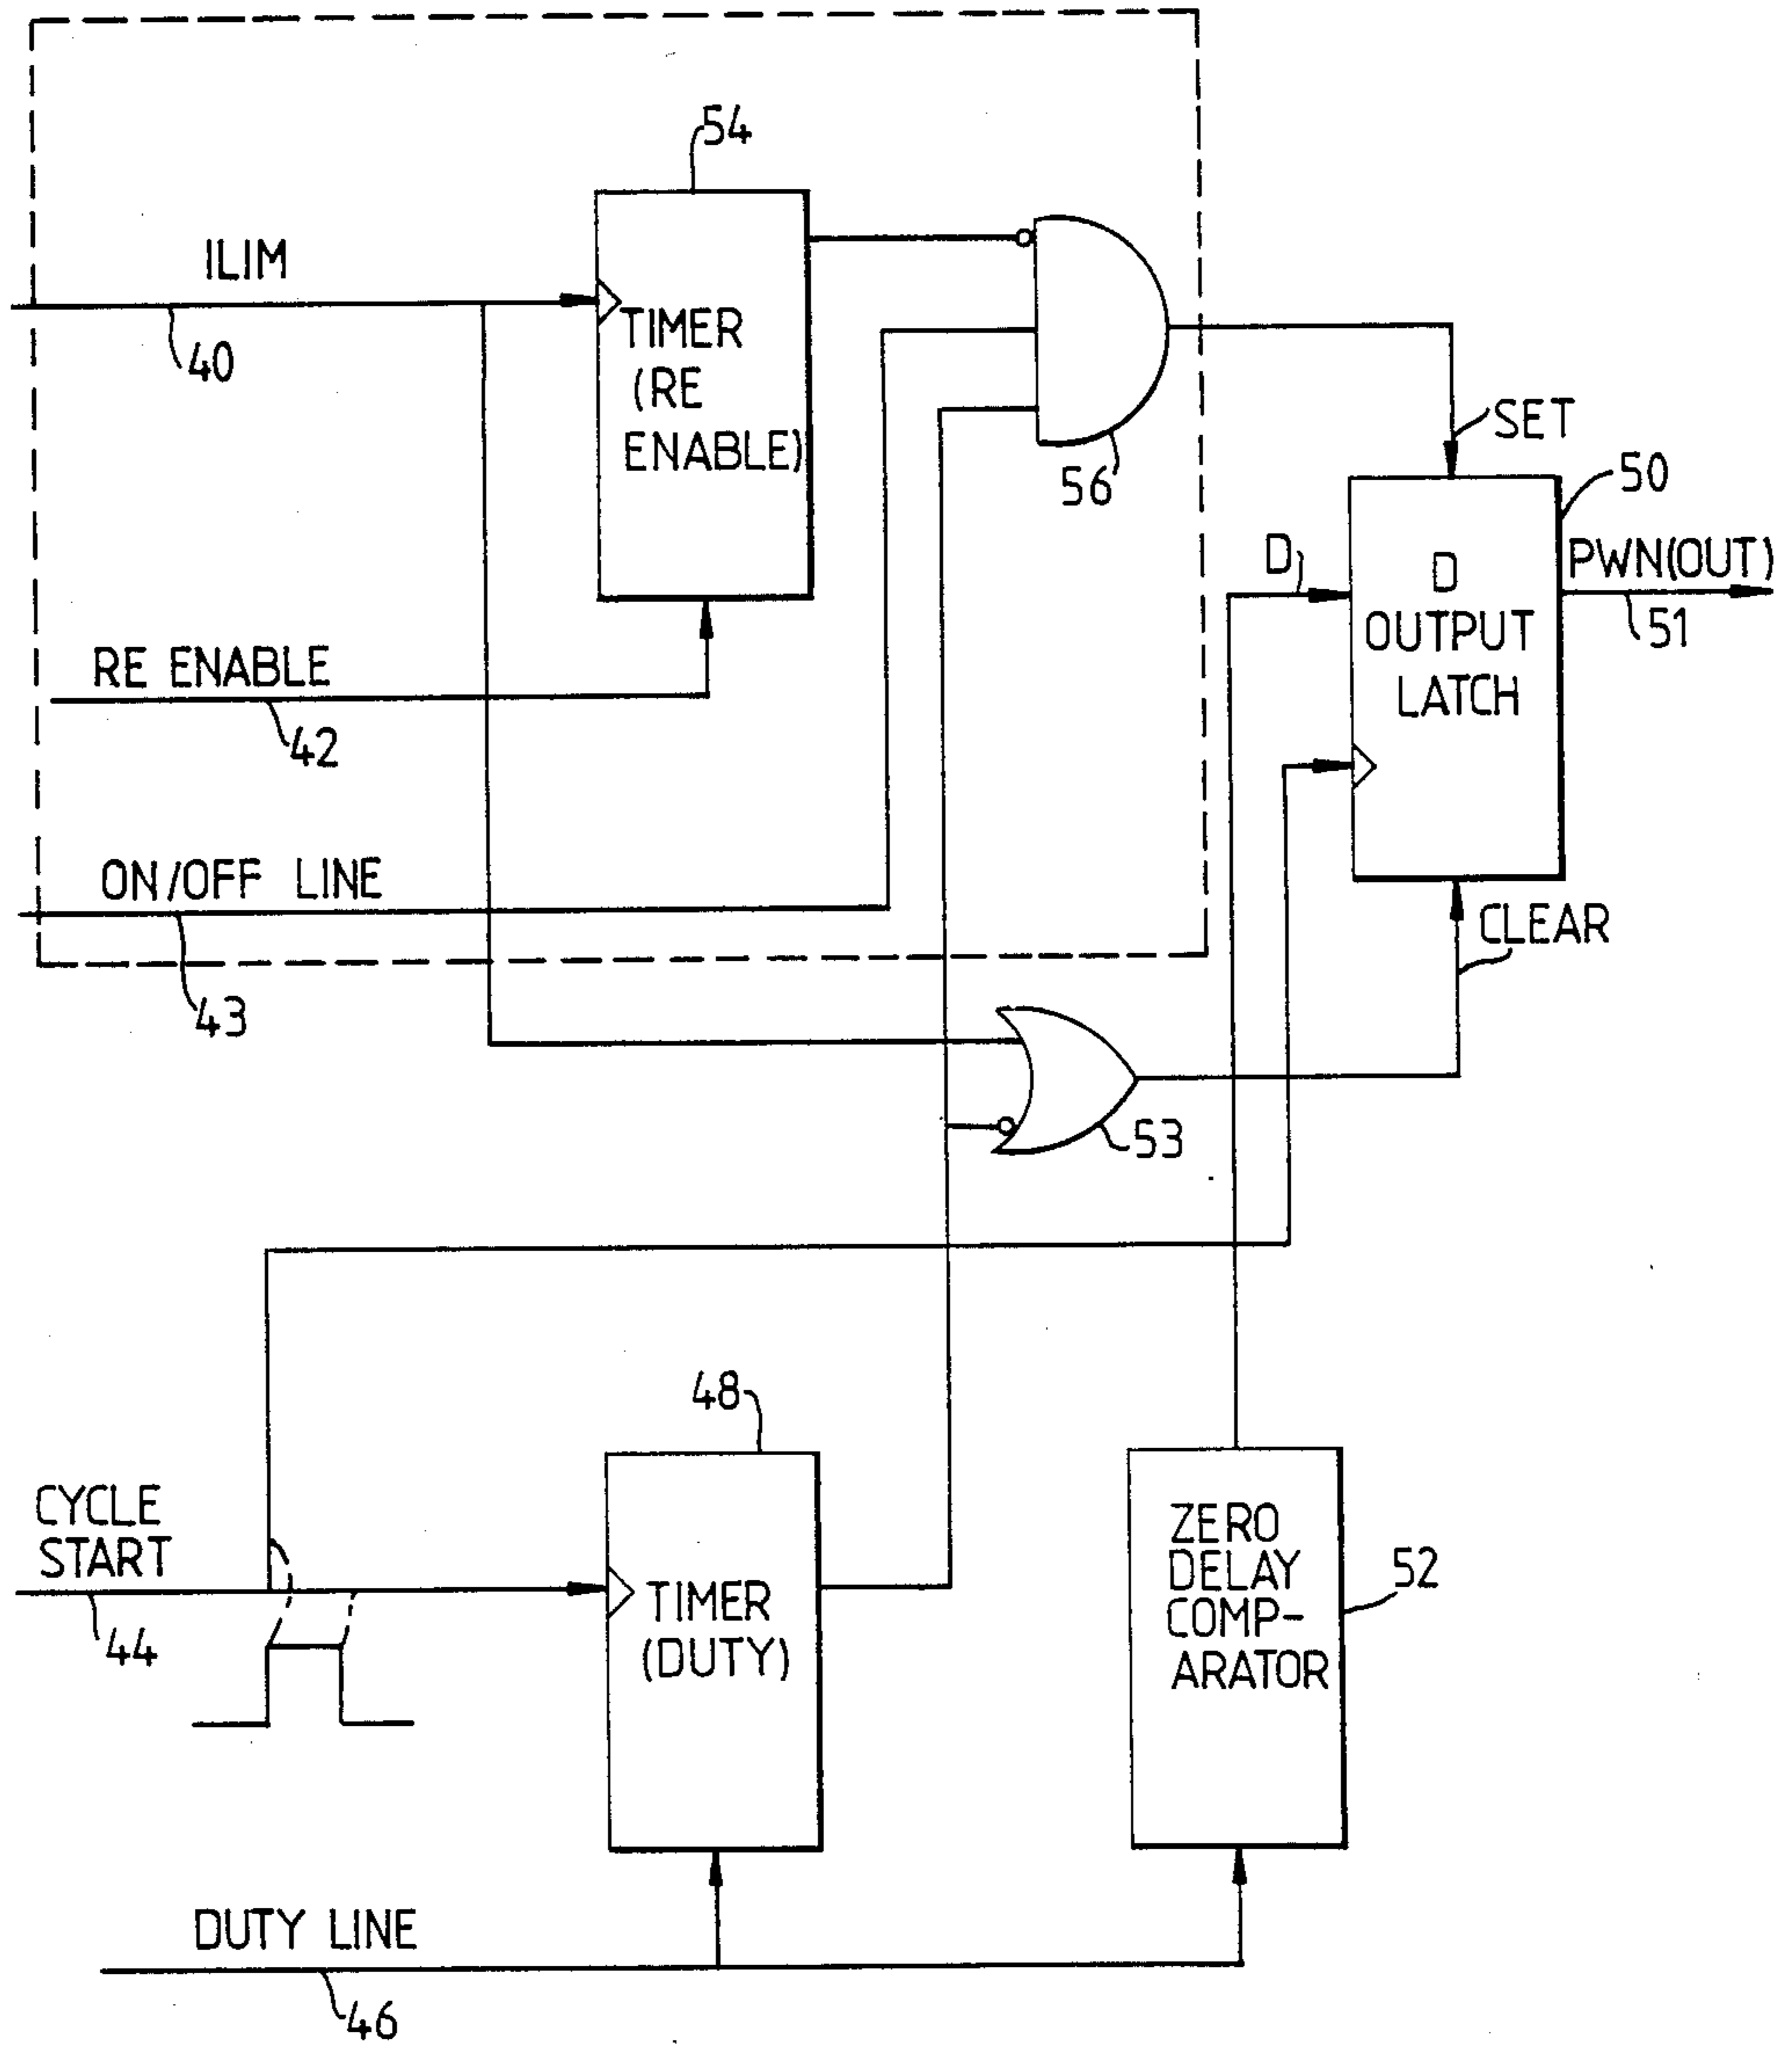 54
ILIM
40
TIMER
(RE
ENABLE)
56
SET
50
D
D
OUTPUT
LATCH
PWN(OUT)
51
RE ENABLE
42
ON/OFF LINE
43
CLEAR
53
48
CYCLE
START
44
TIMER
(DUTY)
ZERO
DELAY
COMP-
ARATOR
52
DUTY LINE
46